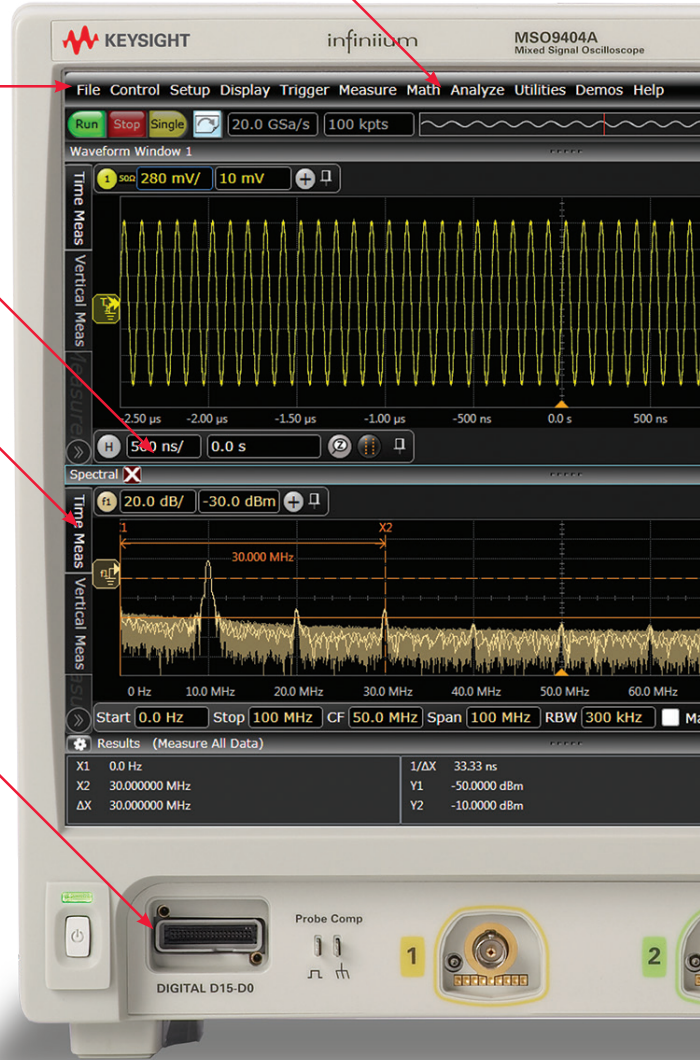 KEYSIGHT infiniium MSO9404A
Mixed Signal Oscilloscope
File Control Setup Display Trigger Measure Math Analyze Utilities Demos Help
Run Stop Single 20.0 GSa/s 100 kpts
Waveform Window 1
1 50Ω 280 mV/ 10 mV
Time Meas
Vertical Meas
Measure
-2.50 µs -2.00 µs -1.50 µs -1.00 µs -500 ns 0.0 s 500 ns
H 500 ns/ 0.0 s
Spectral
f1 20.0 dB/ -30.0 dBm
Time Meas
Vertical Meas
1 X2
30.000 MHz
f1
0 Hz 10.0 MHz 20.0 MHz 30.0 MHz 40.0 MHz 50.0 MHz 60.0 MHz
Start 0.0 Hz Stop 100 MHz CF 50.0 MHz Span 100 MHz RBW 300 kHz Ma
Results (Measure All Data)
X1 0.0 Hz 1/ΔX 33.33 ns
X2 30.000000 MHz Y1 -50.0000 dBm
ΔX 30.000000 MHz Y2 -10.0000 dBm
Probe Comp
1 2
DIGITAL D15-D0